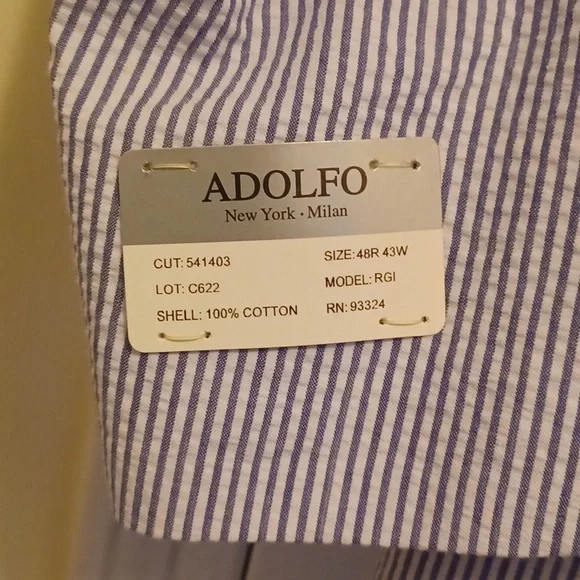 ADOLFO
New York · Milan
CUT: 541403 SIZE: 48R 43W
LOT: C622 MODEL: RGI
SHELL: 100% COTTON RN: 93324